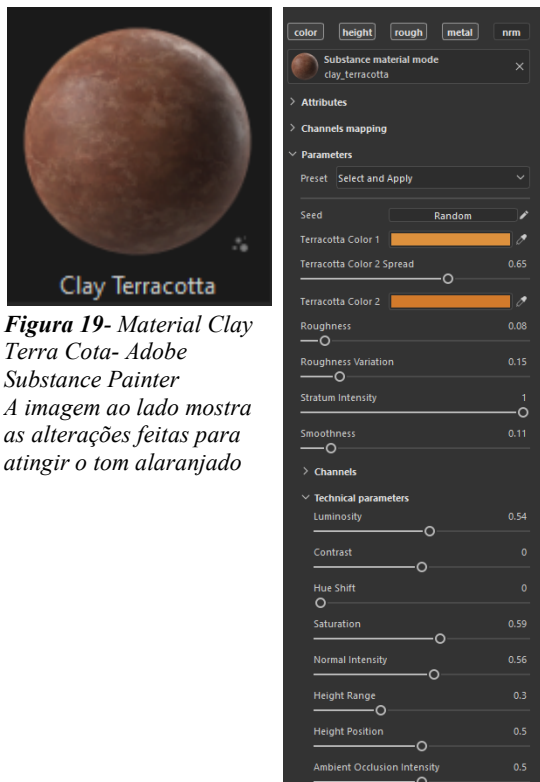 Clay Terracotta
Figura 19- Material Clay
Terra Cota- Adobe
Substance Painter
A imagem ao lado mostra
as alterações feitas para
atingir o tom alaranjado
color height rough metal nrm
Substance material mode
clay_terracotta
Attributes
Channels mapping
Parameters
Preset Select and Apply
Seed Random
Terracotta Color 1
Terracotta Color 2 Spread 0.65
Terracotta Color 2
Roughness 0.08
Roughness Variation 0.15
Stratum Intensity 1
Smoothness 0.11
Channels
Technical parameters
Luminosity 0.54
Contrast 0
Hue Shift 0
Saturation 0.59
Normal Intensity 0.56
Height Range 0.3
Height Position 0.5
Ambient Occlusion Intensity 0.5